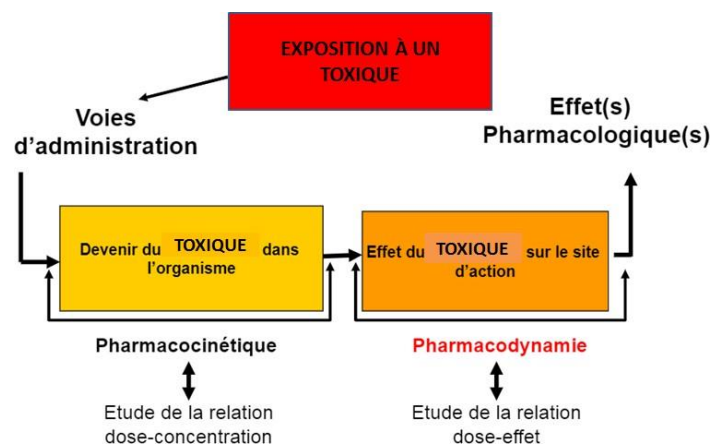 EXPOSITION À UN
TOXIQUE
Voies
d’administration
Effet(s)
Pharmacologique(s)
Devenir du TOXIQUE dans
l’organisme
Effet du TOXIQUE sur le site
d’action
Pharmacocinétique
Pharmacodynamie
Etude de la relation
dose-concentration
Etude de la relation
dose-effet